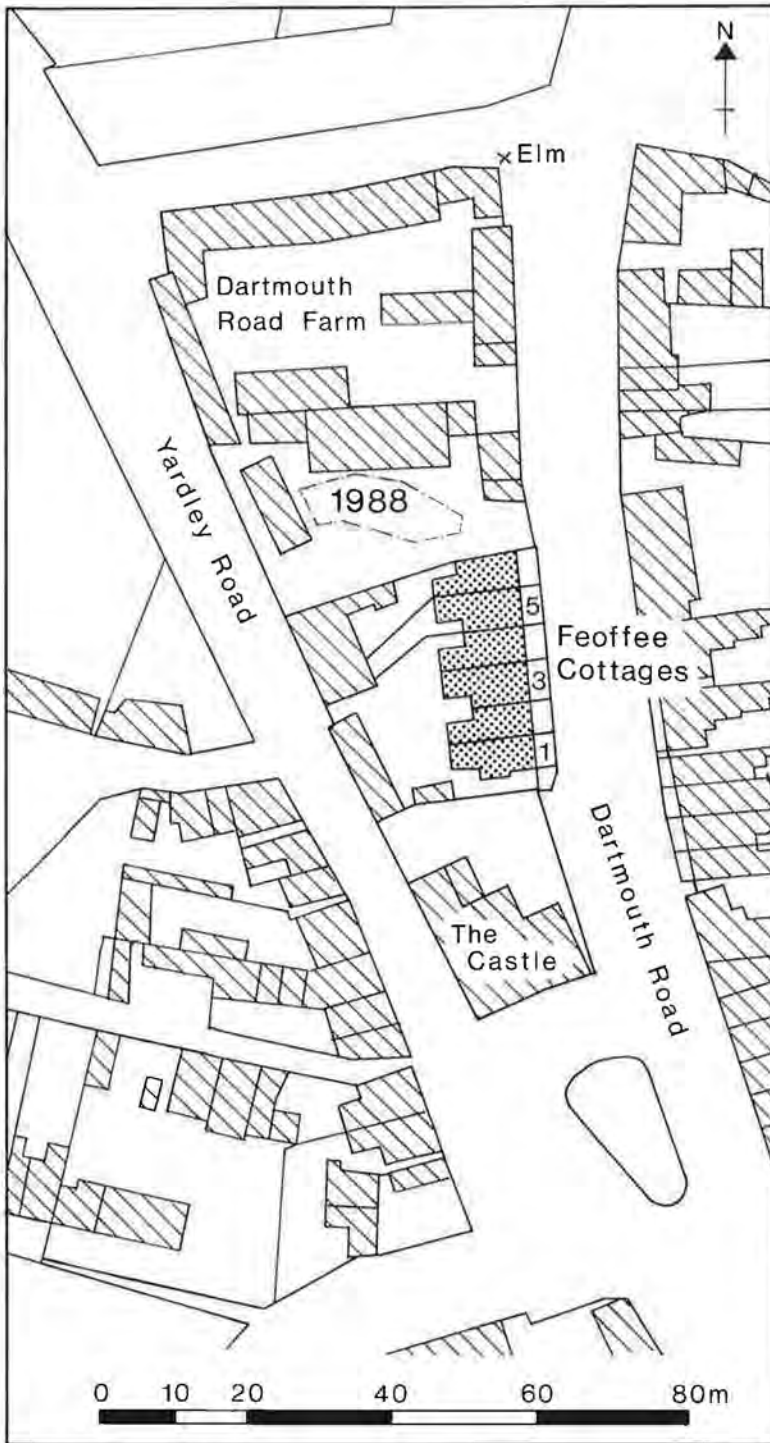 N
Elm
Dartmouth
Road Farm
Yardley Road
1988
5
Feoffee
Cottages
3
1
The
Castle
Dartmouth Road
0 10 20 40 60 80m